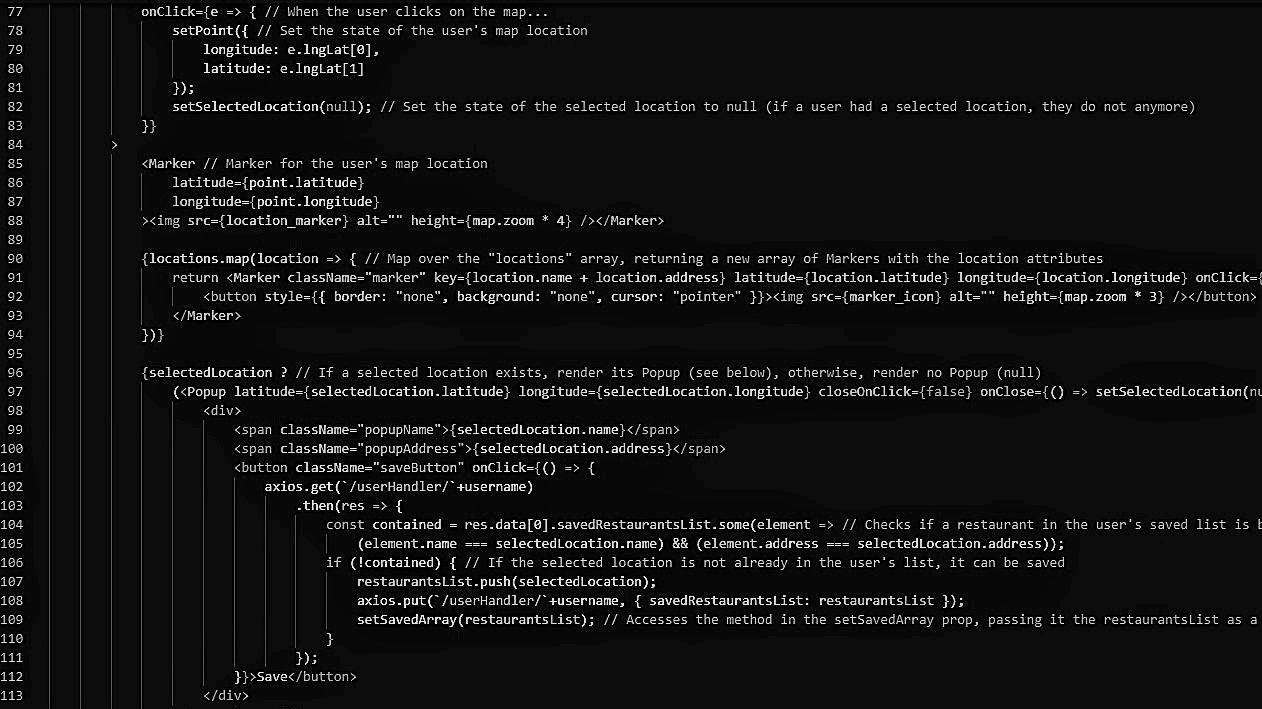 77 onClick={e => { // When the user clicks on the map...
78 setPoint({ // Set the state of the user's map location
79 longitude: e.lngLat[0],
80 latitude: e.lngLat[1]
81 });
82 setSelectedLocation(null); // Set the state of the selected location to null (if a user had a selected location, they do not anymore)
83 }}
84 >
85 <Marker // Marker for the user's map location
86 latitude={point.latitude}
87 longitude={point.longitude}
88 ><img src={location_marker} alt="" height={map.zoom * 4} /></Marker>
89
90 {locations.map(location => { // Map over the "locations" array, returning a new array of Markers with the location attributes
91 return <Marker className="marker" key={location.name + location.address} latitude={location.latitude} longitude={location.longitude} onClick={
92 <button style={{ border: "none", background: "none", cursor: "pointer" }}><img src={marker_icon} alt="" height={map.zoom * 3} /></button>
93 </Marker>
94 })}
95
96 {selectedLocation ? // If a selected location exists, render its Popup (see below), otherwise, render no Popup (null)
97 (<Popup latitude={selectedLocation.latitude} longitude={selectedLocation.longitude} closeOnClick={false} onClose={() => setSelectedLocation(nu
98 <div>
99 <span className="popupName">{selectedLocation.name}</span>
100 <span className="popupAddress">{selectedLocation.address}</span>
101 <button className="saveButton" onClick={() => {
102 axios.get(`/userHandler/`+username)
103 .then(res => {
104 const contained = res.data[0].savedRestaurantsList.some(element => // Checks if a restaurant in the user's saved list is b
105 (element.name === selectedLocation.name) && (element.address === selectedLocation.address));
106 if (!contained) { // If the selected location is not already in the user's list, it can be saved
107 restaurantsList.push(selectedLocation);
108 axios.put(`/userHandler/`+username, { savedRestaurantsList: restaurantsList });
109 setSavedArray(restaurantsList); // Accesses the method in the setSavedArray prop, passing it the restaurantsList as a
110 }
111 });
112 }}>Save</button>
113 </div>